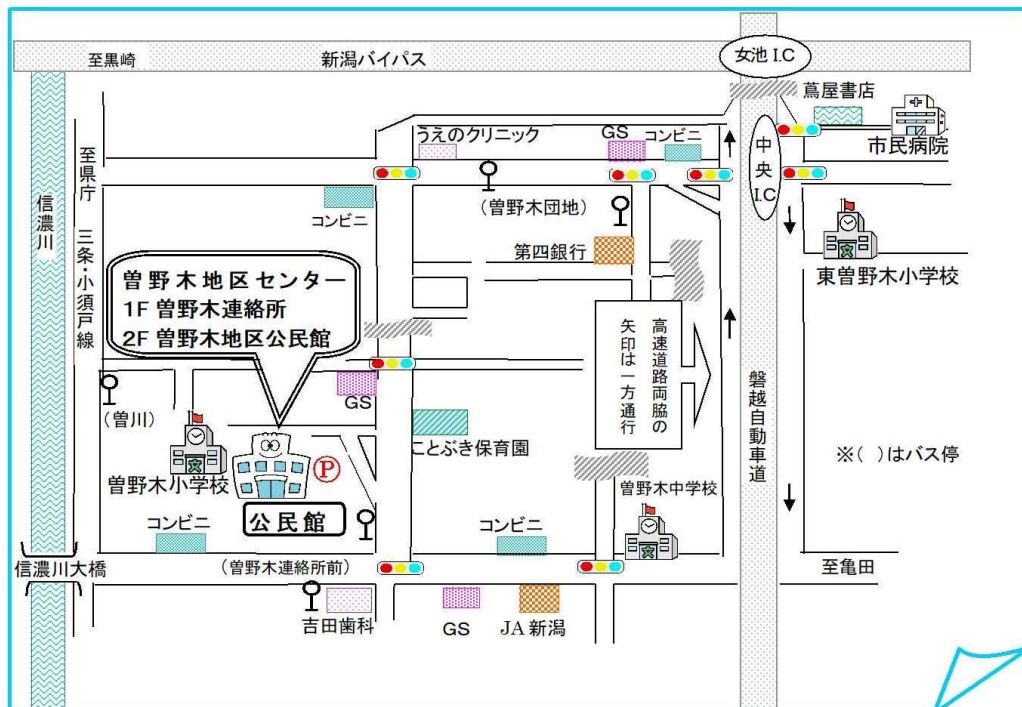 至黒崎
新潟バイパス
女池 I.C
蔦屋書店
うえのクリニック
GS
コンビニ
中央 I.C
市民病院
至県庁
三条・小須戸線
信濃川
コンビニ
(曽野木団地)
第四銀行
東曽野木小学校
曽野木地区センター
1F 曽野木連絡所
2F 曽野木地区公民館
高速道路両脇の
矢印は一方通行
磐越自動車道
(曽川)
GS
ことぶき保育園
※( )はバス停
曽野木小学校
P
曽野木中学校
公民館
コンビニ
コンビニ
信濃川大橋
(曽野木連絡所前)
至亀田
吉田歯科
GS
JA 新潟